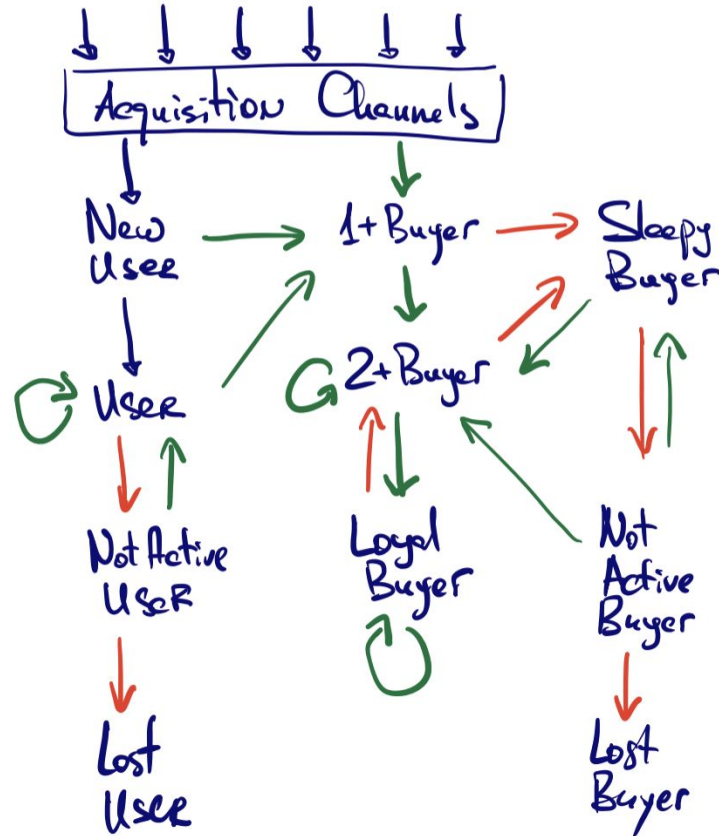 Acquisition Channels
New
User
1+Buyer
Sleepy
Buyer
User
2+Buyer
Not Active
User
Loyal
Buyer
Not
Active
Buyer
Lost
User
Lost
Buyer